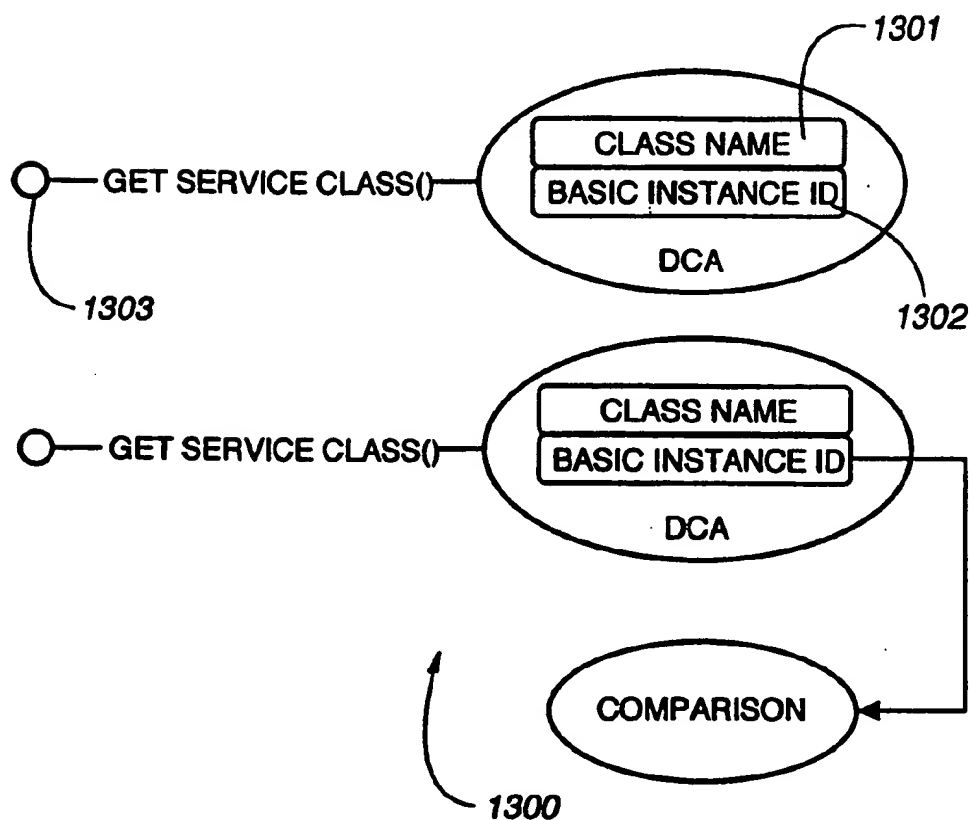 1301
CLASS NAME
GET SERVICE CLASS()
BASIC INSTANCE ID
DCA
1303
1302
CLASS NAME
GET SERVICE CLASS()
BASIC INSTANCE ID
DCA
COMPARISON
1300